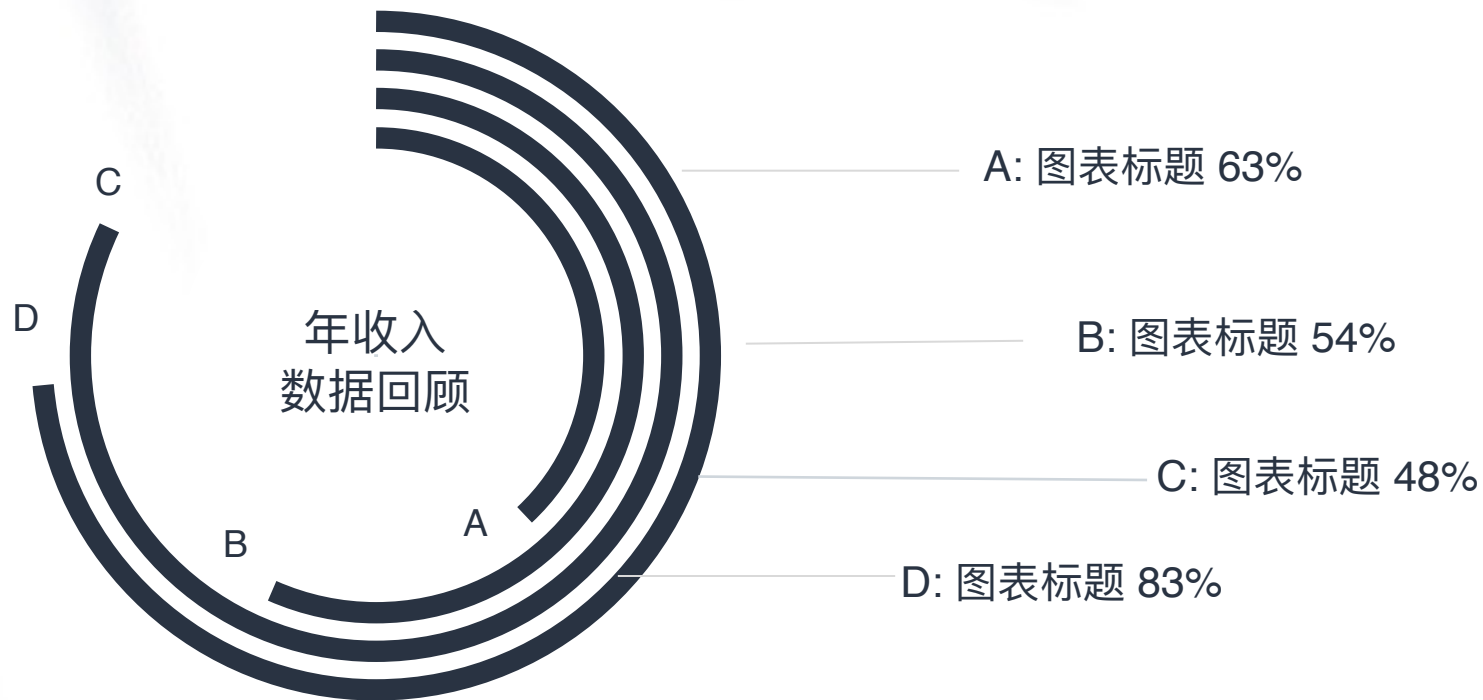 C
D
年收入
数据回顾
A
B
A: 图表标题 63%
B: 图表标题 54%
C: 图表标题 48%
D: 图表标题 83%